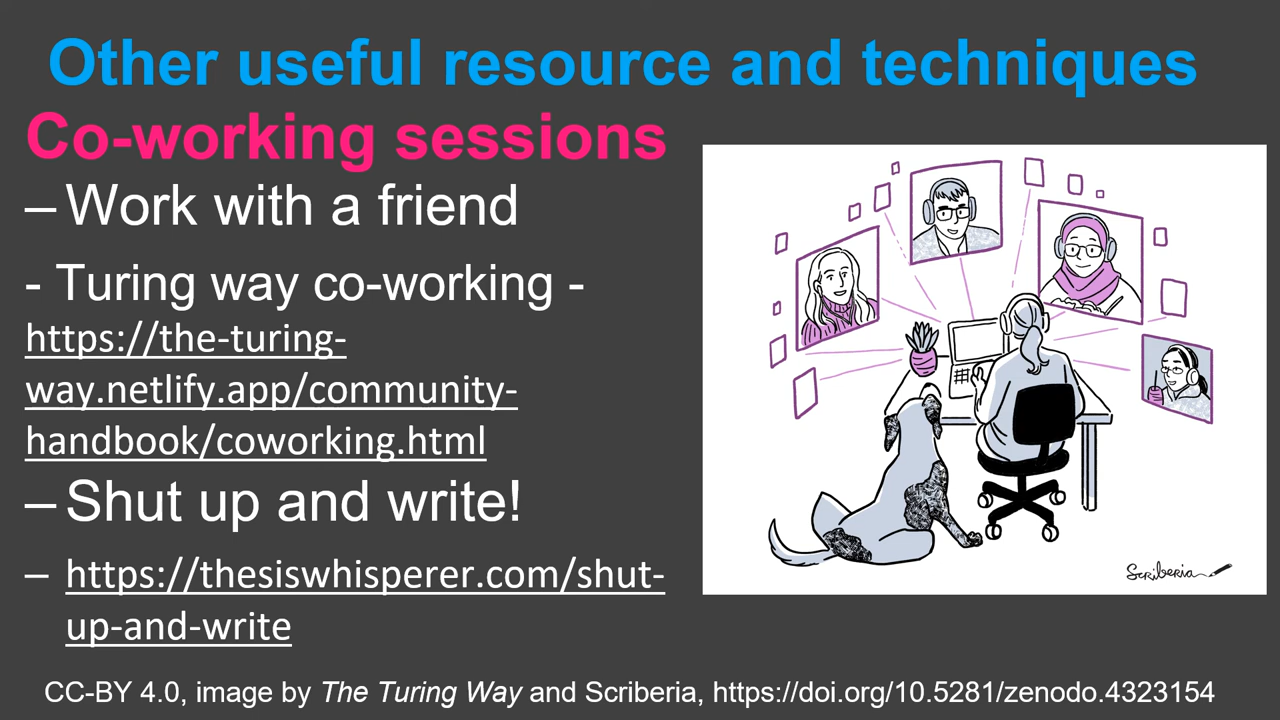 Other useful resource and techniques
Co-working sessions
– Work with a friend
- Turing way co-working -
https://the-turing-
way.netlify.app/community-
handbook/coworking.html
– Shut up and write!
– https://thesiswhisperer.com/shut-
up-and-write
Scriberia
CC-BY 4.0, image by The Turing Way and Scriberia, https://doi.org/10.5281/zenodo.4323154